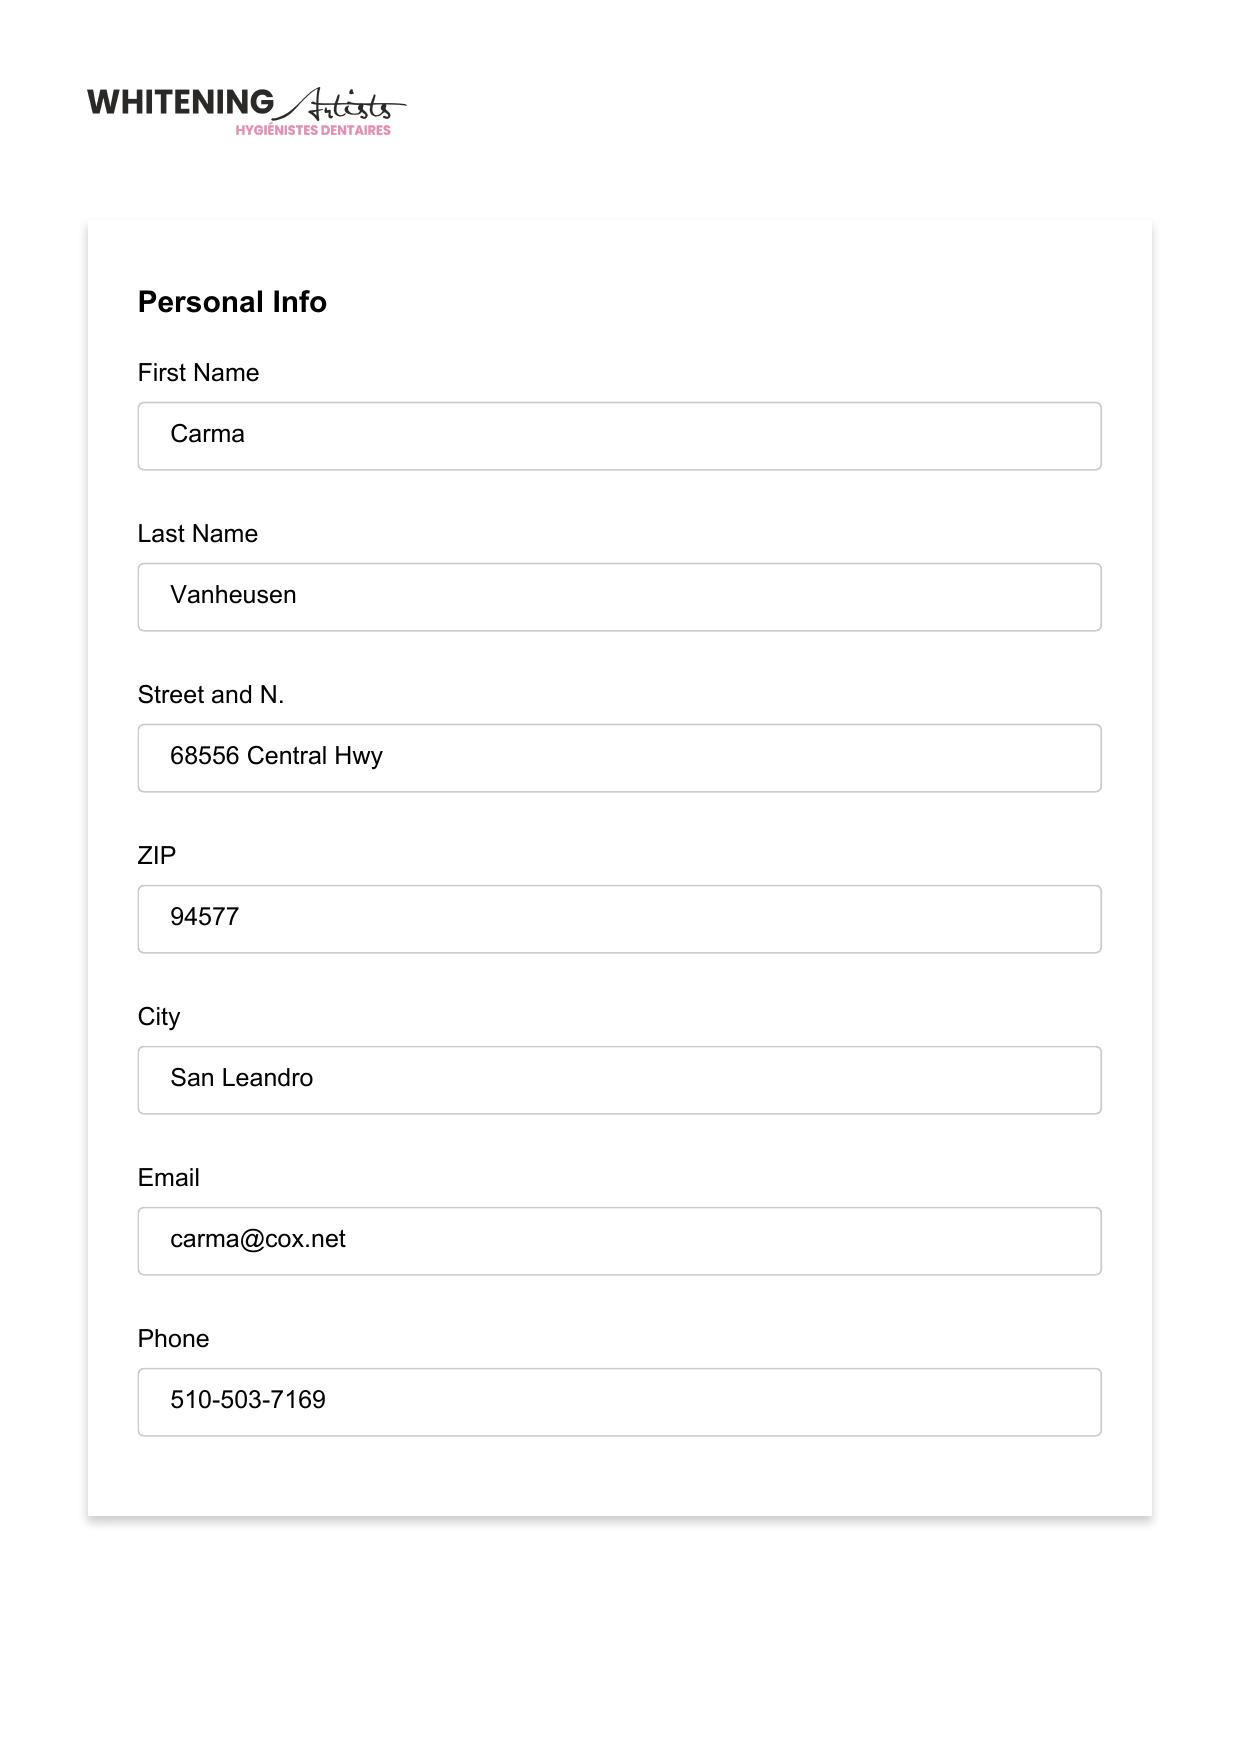 WHITENING Artists
HYGIÉNISTES DENTAIRES
Personal Info
First Name
Carma
Last Name
Vanheusen
Street and N.
68556 Central Hwy
ZIP
94577
City
San Leandro
Email
carma@cox.net
Phone
510-503-7169